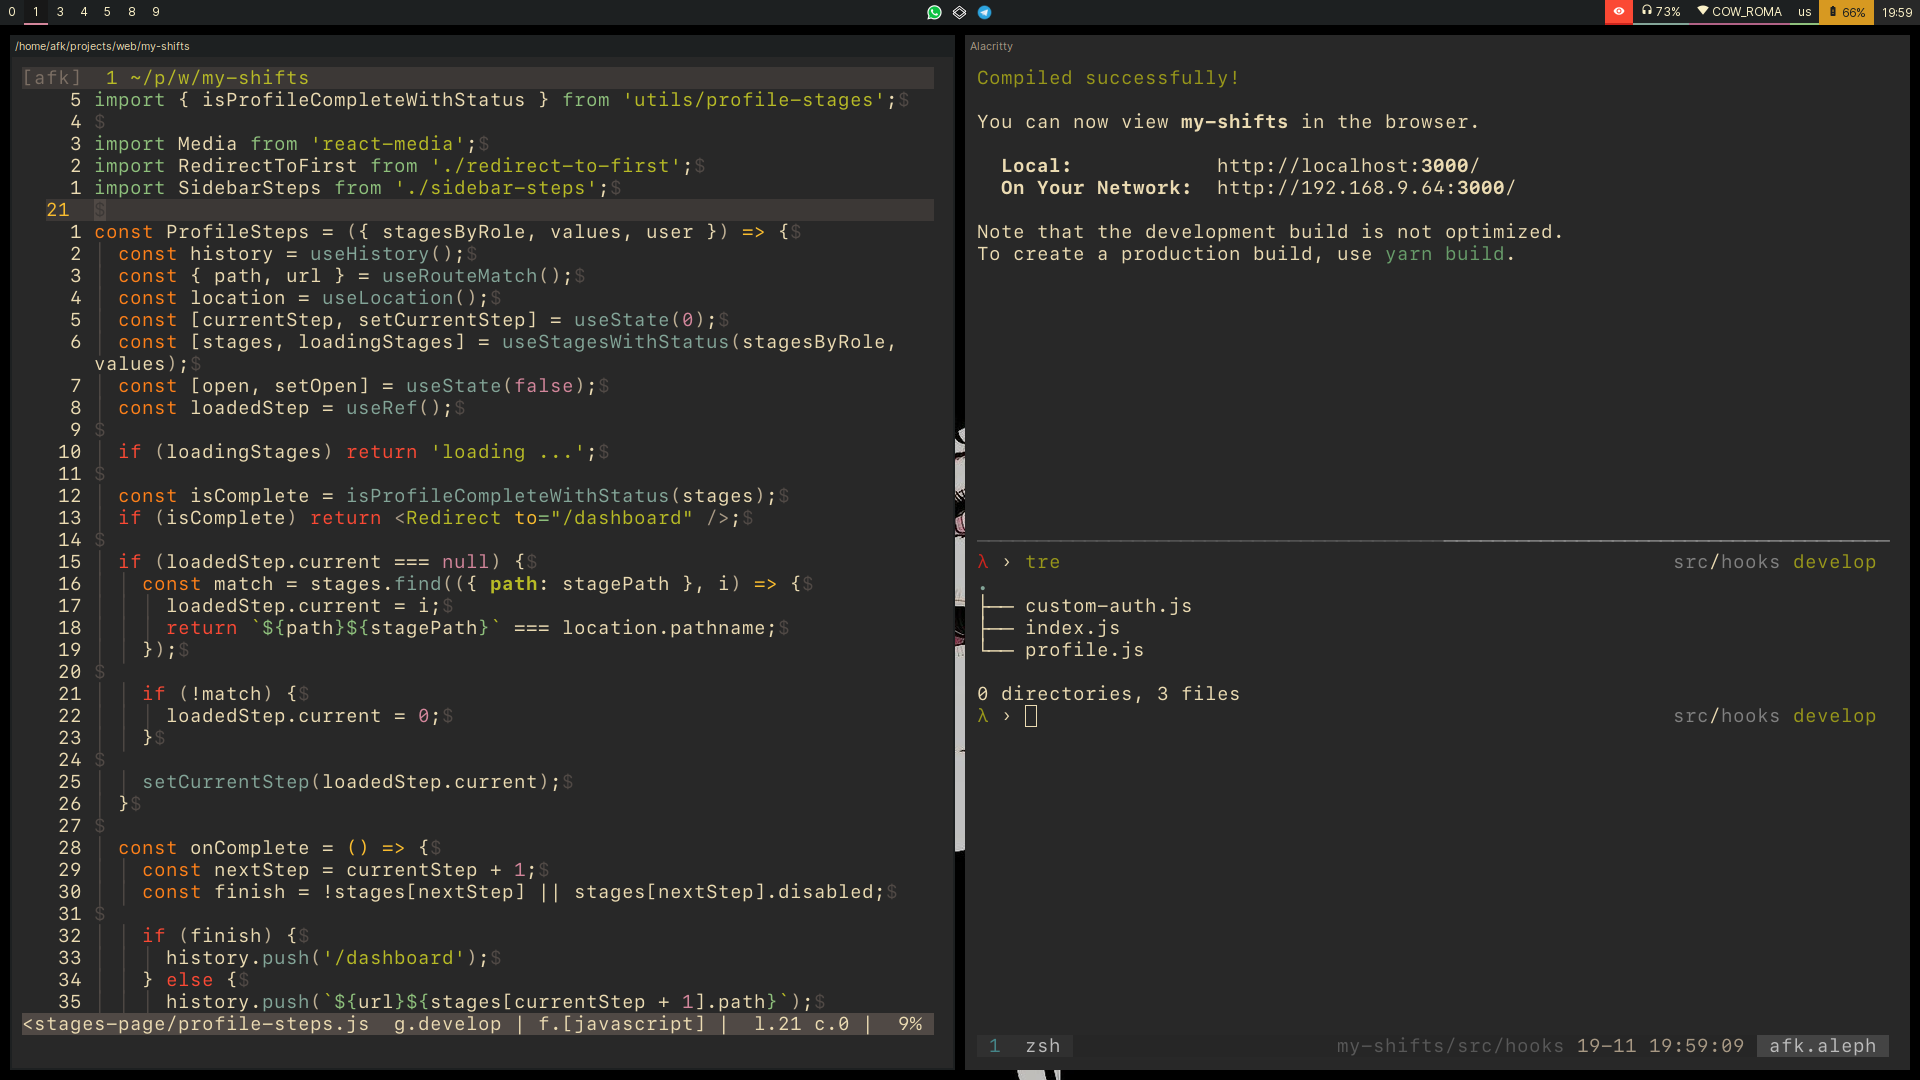 0 1 3 4 5 8 9
73% COW_ROMA us 66% 19:59
/home/afk/projects/web/my-shifts
[afk]  1 ~/p/w/my-shifts
5 import { isProfileCompleteWithStatus } from 'utils/profile-stages';$
4 $
3 import Media from 'react-media';$
2 import RedirectToFirst from './redirect-to-first';$
1 import SidebarSteps from './sidebar-steps';$
21 $
1 const ProfileSteps = ({ stagesByRole, values, user }) => {$
2   const history = useHistory();$
3   const { path, url } = useRouteMatch();$
4   const location = useLocation();$
5   const [currentStep, setCurrentStep] = useState(0);$
6   const [stages, loadingStages] = useStagesWithStatus(stagesByRole,
values);$
7   const [open, setOpen] = useState(false);$
8   const loadedStep = useRef();$
9 $
10   if (loadingStages) return 'loading ...';$
11 $
12   const isComplete = isProfileCompleteWithStatus(stages);$
13   if (isComplete) return <Redirect to="/dashboard" />;$
14 $
15   if (loadedStep.current === null) {$
16     const match = stages.find(({ path: stagePath }, i) => {$
17       loadedStep.current = i;$
18       return `${path}${stagePath}` === location.pathname;$
19     });$
20 $
21     if (!match) {$
22       loadedStep.current = 0;$
23     }$
24 $
25     setCurrentStep(loadedStep.current);$
26   }$
27 $
28   const onComplete = () => {$
29     const nextStep = currentStep + 1;$
30     const finish = !stages[nextStep] || stages[nextStep].disabled;$
31 $
32     if (finish) {$
33       history.push('/dashboard');$
34     } else {$
35       history.push(`${url}${stages[currentStep + 1].path}`);$
<stages-page/profile-steps.js  g.develop | f.[javascript] |  l.21 c.0 |  9%
Alacritty
Compiled successfully!
You can now view my-shifts in the browser.
Local:            http://localhost:3000/
On Your Network:  http://192.168.9.64:3000/
Note that the development build is not optimized.
To create a production build, use yarn build.
λ › tre src/hooks develop
.
├── custom-auth.js
├── index.js
└── profile.js
0 directories, 3 files
λ › src/hooks develop
1 zsh my-shifts/src/hooks 19-11 19:59:09 afk.aleph